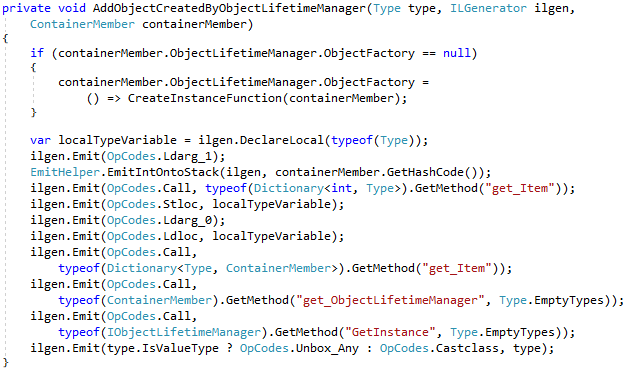 private void AddObjectCreatedByObjectLifetimeManager(Type type, ILGenerator ilgen,
    ContainerMember containerMember)
{
    if (containerMember.ObjectLifetimeManager.ObjectFactory == null)
    {
        containerMember.ObjectLifetimeManager.ObjectFactory =
            () => CreateInstanceFunction(containerMember);
    }

    var localTypeVariable = ilgen.DeclareLocal(typeof(Type));
    ilgen.Emit(OpCodes.Ldarg_1);
    EmitHelper.EmitIntOntoStack(ilgen, containerMember.GetHashCode());
    ilgen.Emit(OpCodes.Call, typeof(Dictionary<int, Type>).GetMethod("get_Item"));
    ilgen.Emit(OpCodes.Stloc, localTypeVariable);
    ilgen.Emit(OpCodes.Ldarg_0);
    ilgen.Emit(OpCodes.Ldloc, localTypeVariable);
    ilgen.Emit(OpCodes.Call,
        typeof(Dictionary<Type, ContainerMember>).GetMethod("get_Item"));
    ilgen.Emit(OpCodes.Call,
        typeof(ContainerMember).GetMethod("get_ObjectLifetimeManager", Type.EmptyTypes));
    ilgen.Emit(OpCodes.Call,
        typeof(IObjectLifetimeManager).GetMethod("GetInstance", Type.EmptyTypes));
    ilgen.Emit(type.IsValueType ? OpCodes.Unbox_Any : OpCodes.Castclass, type);
}